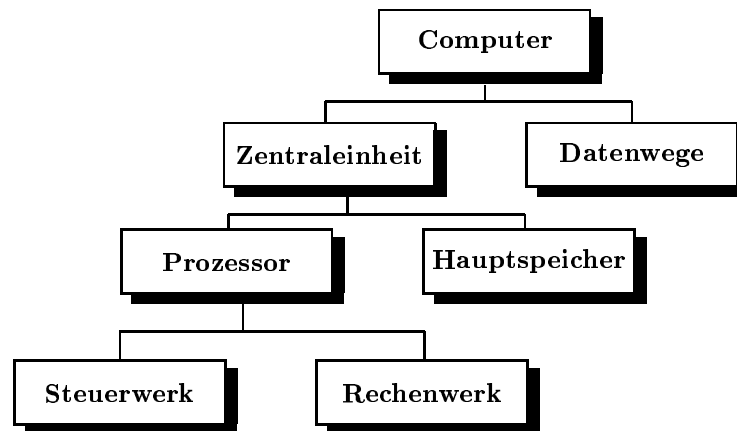 Computer
Zentraleinheit
Datenwege
Prozessor
Hauptspeicher
Steuerwerk
Rechenwerk